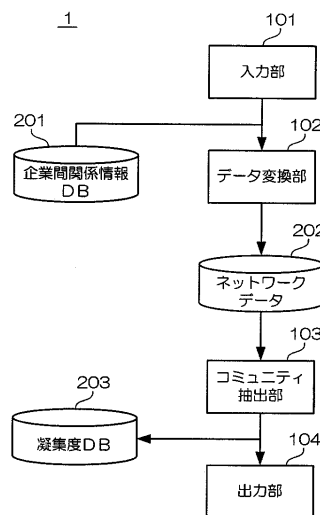 1
101
入力部
201
企業間関係情報
DB
102
データ変換部
202
ネットワーク
データ
103
コミュニティ
抽出部
203
凝集度DB
104
出力部